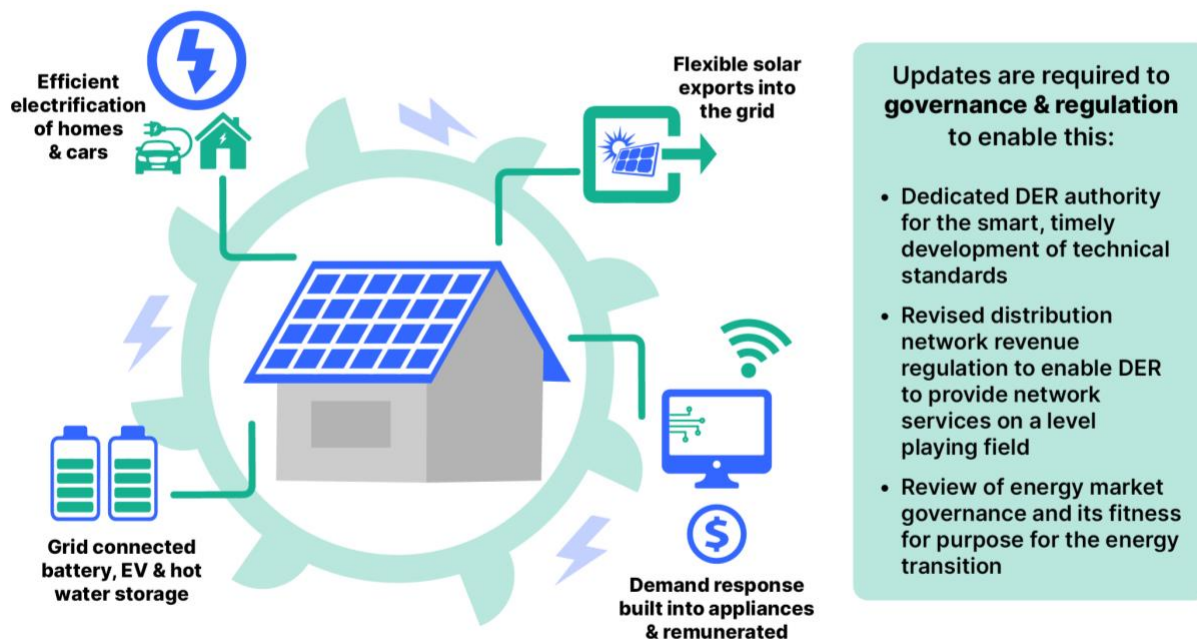 Efficient
electrification
of homes
& cars
Flexible solar
exports into
the grid
Grid connected
battery, EV & hot
water storage
$
Demand response
built into appliances
& remunerated
Updates are required to
governance & regulation
to enable this:
• Dedicated DER authority
for the smart, timely
development of technical
standards
• Revised distribution
network revenue
regulation to enable DER
to provide network
services on a level
playing field
• Review of energy market
governance and its fitness
for purpose for the energy
transition